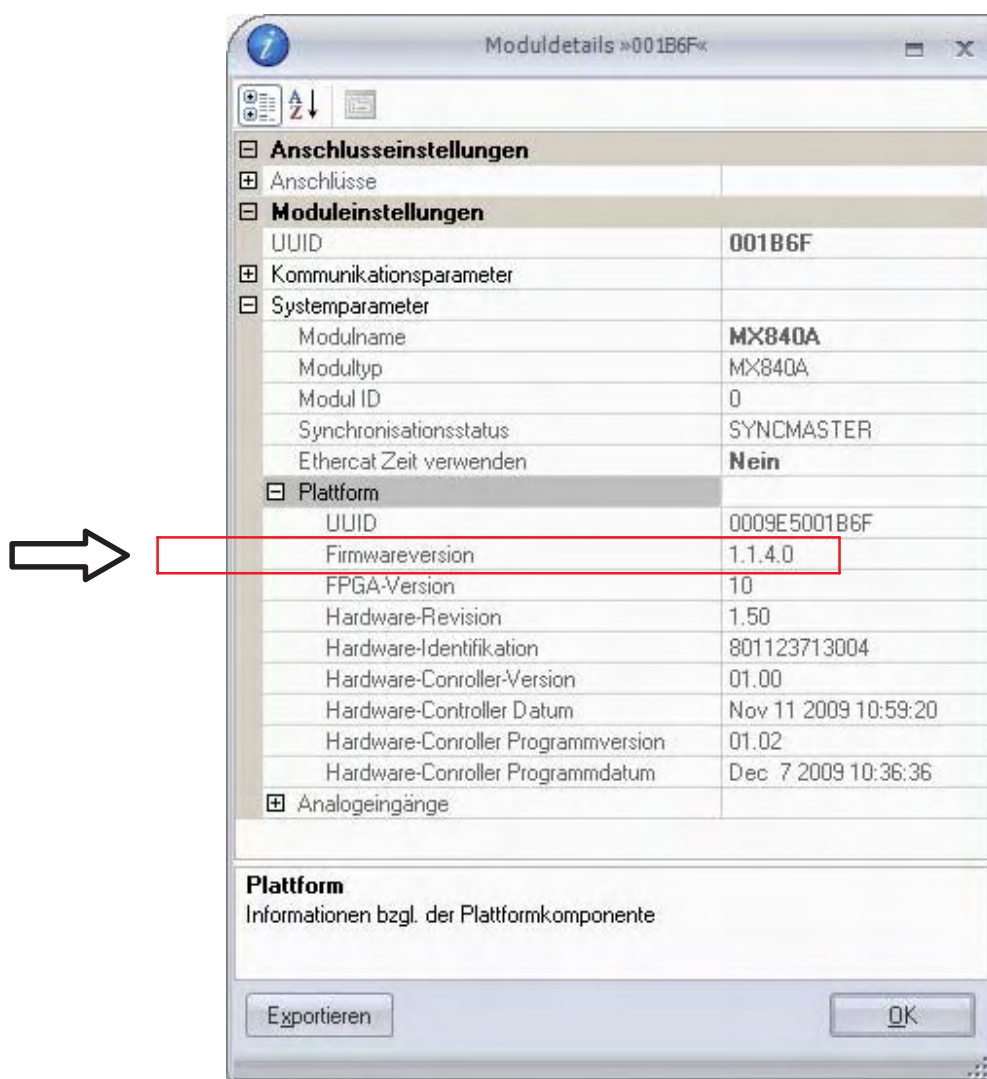 Moduldetails »001B6F«
Anschlusseinstellungen
Anschlüsse
Moduleinstellungen
UUID 001B6F
Kommunikationsparameter
Systemparameter
Modulname MX840A
Modultyp MX840A
Modul ID 0
Synchronisationsstatus SYNCMASTER
Ethercat Zeit verwenden Nein
Plattform
UUID 0009E5001B6F
Firmwareversion 1.1.4.0
FPGA-Version 10
Hardware-Revision 1.50
Hardware-Identifikation 801123713004
Hardware-Conroller-Version 01.00
Hardware-Controller Datum Nov 11 2009 10:59:20
Hardware-Conroller Programmversion 01.02
Hardware-Conroller Programmdatum Dec 7 2009 10:36:36
Analogeingänge
Plattform
Informationen bzgl. der Plattformkomponente
Exportieren OK